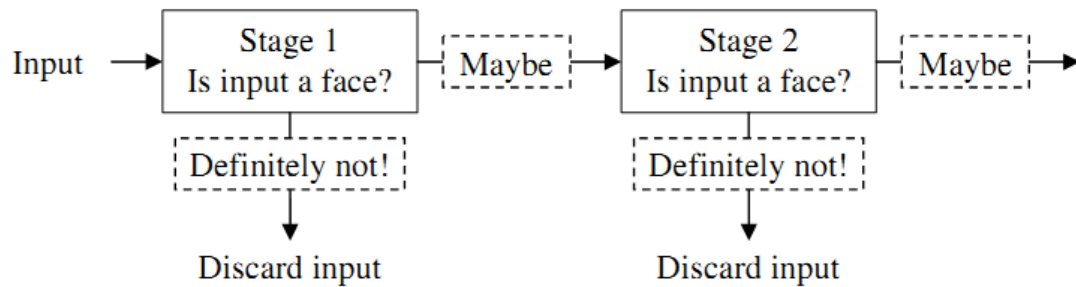 Input
Stage 1
Is input a face?
Maybe
Stage 2
Is input a face?
Maybe
Definitely not!
Definitely not!
Discard input
Discard input